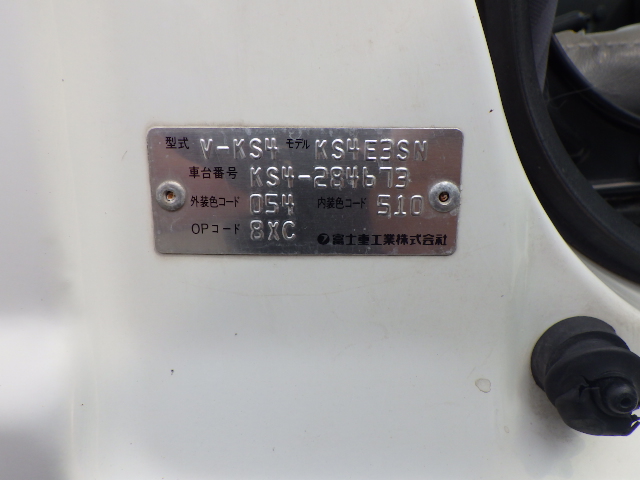 型式 V-KS4 モデル KS4E3SN
車台番号 KS4-284673
外装色コード 054 内装色コード 510
OPコード 8XC 富士重工業株式会社